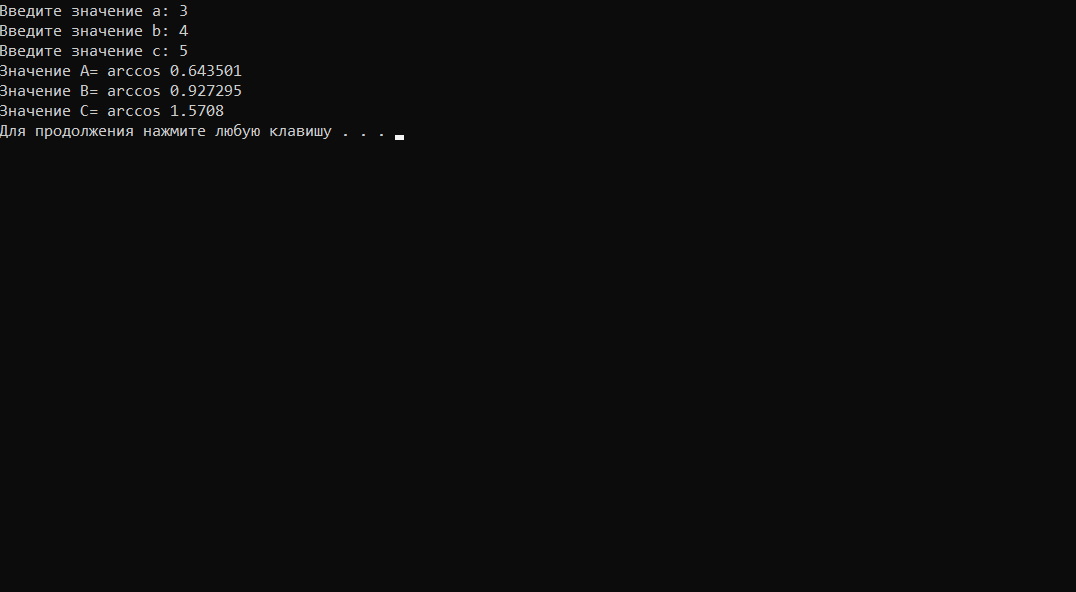 Введите значение a: 3
Введите значение b: 4
Введите значение c: 5
Значение A= arccos 0.643501
Значение B= arccos 0.927295
Значение C= arccos 1.5708
Для продолжения нажмите любую клавишу . . .